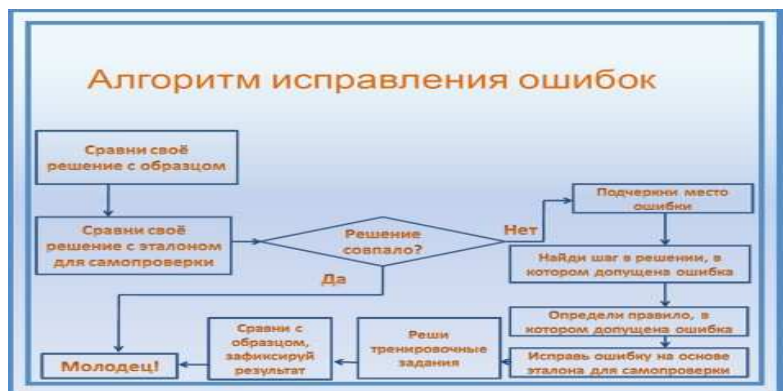 Алгоритм исправления ошибок
Сравни своё
решение с образцом
Сравни своё
решение с эталоном
для самопроверки
Решение
совпало?
Нет
Да
Подчеркни место
ошибки
Найди шаг в решении, в
котором допущена ошибка
Определи правило, в
котором допущена ошибка
Исправь ошибку на основе
эталона для самопроверки
Реши
тренировочные
задания
Сравни с
образцом,
зафиксируй
результат
Молодец!